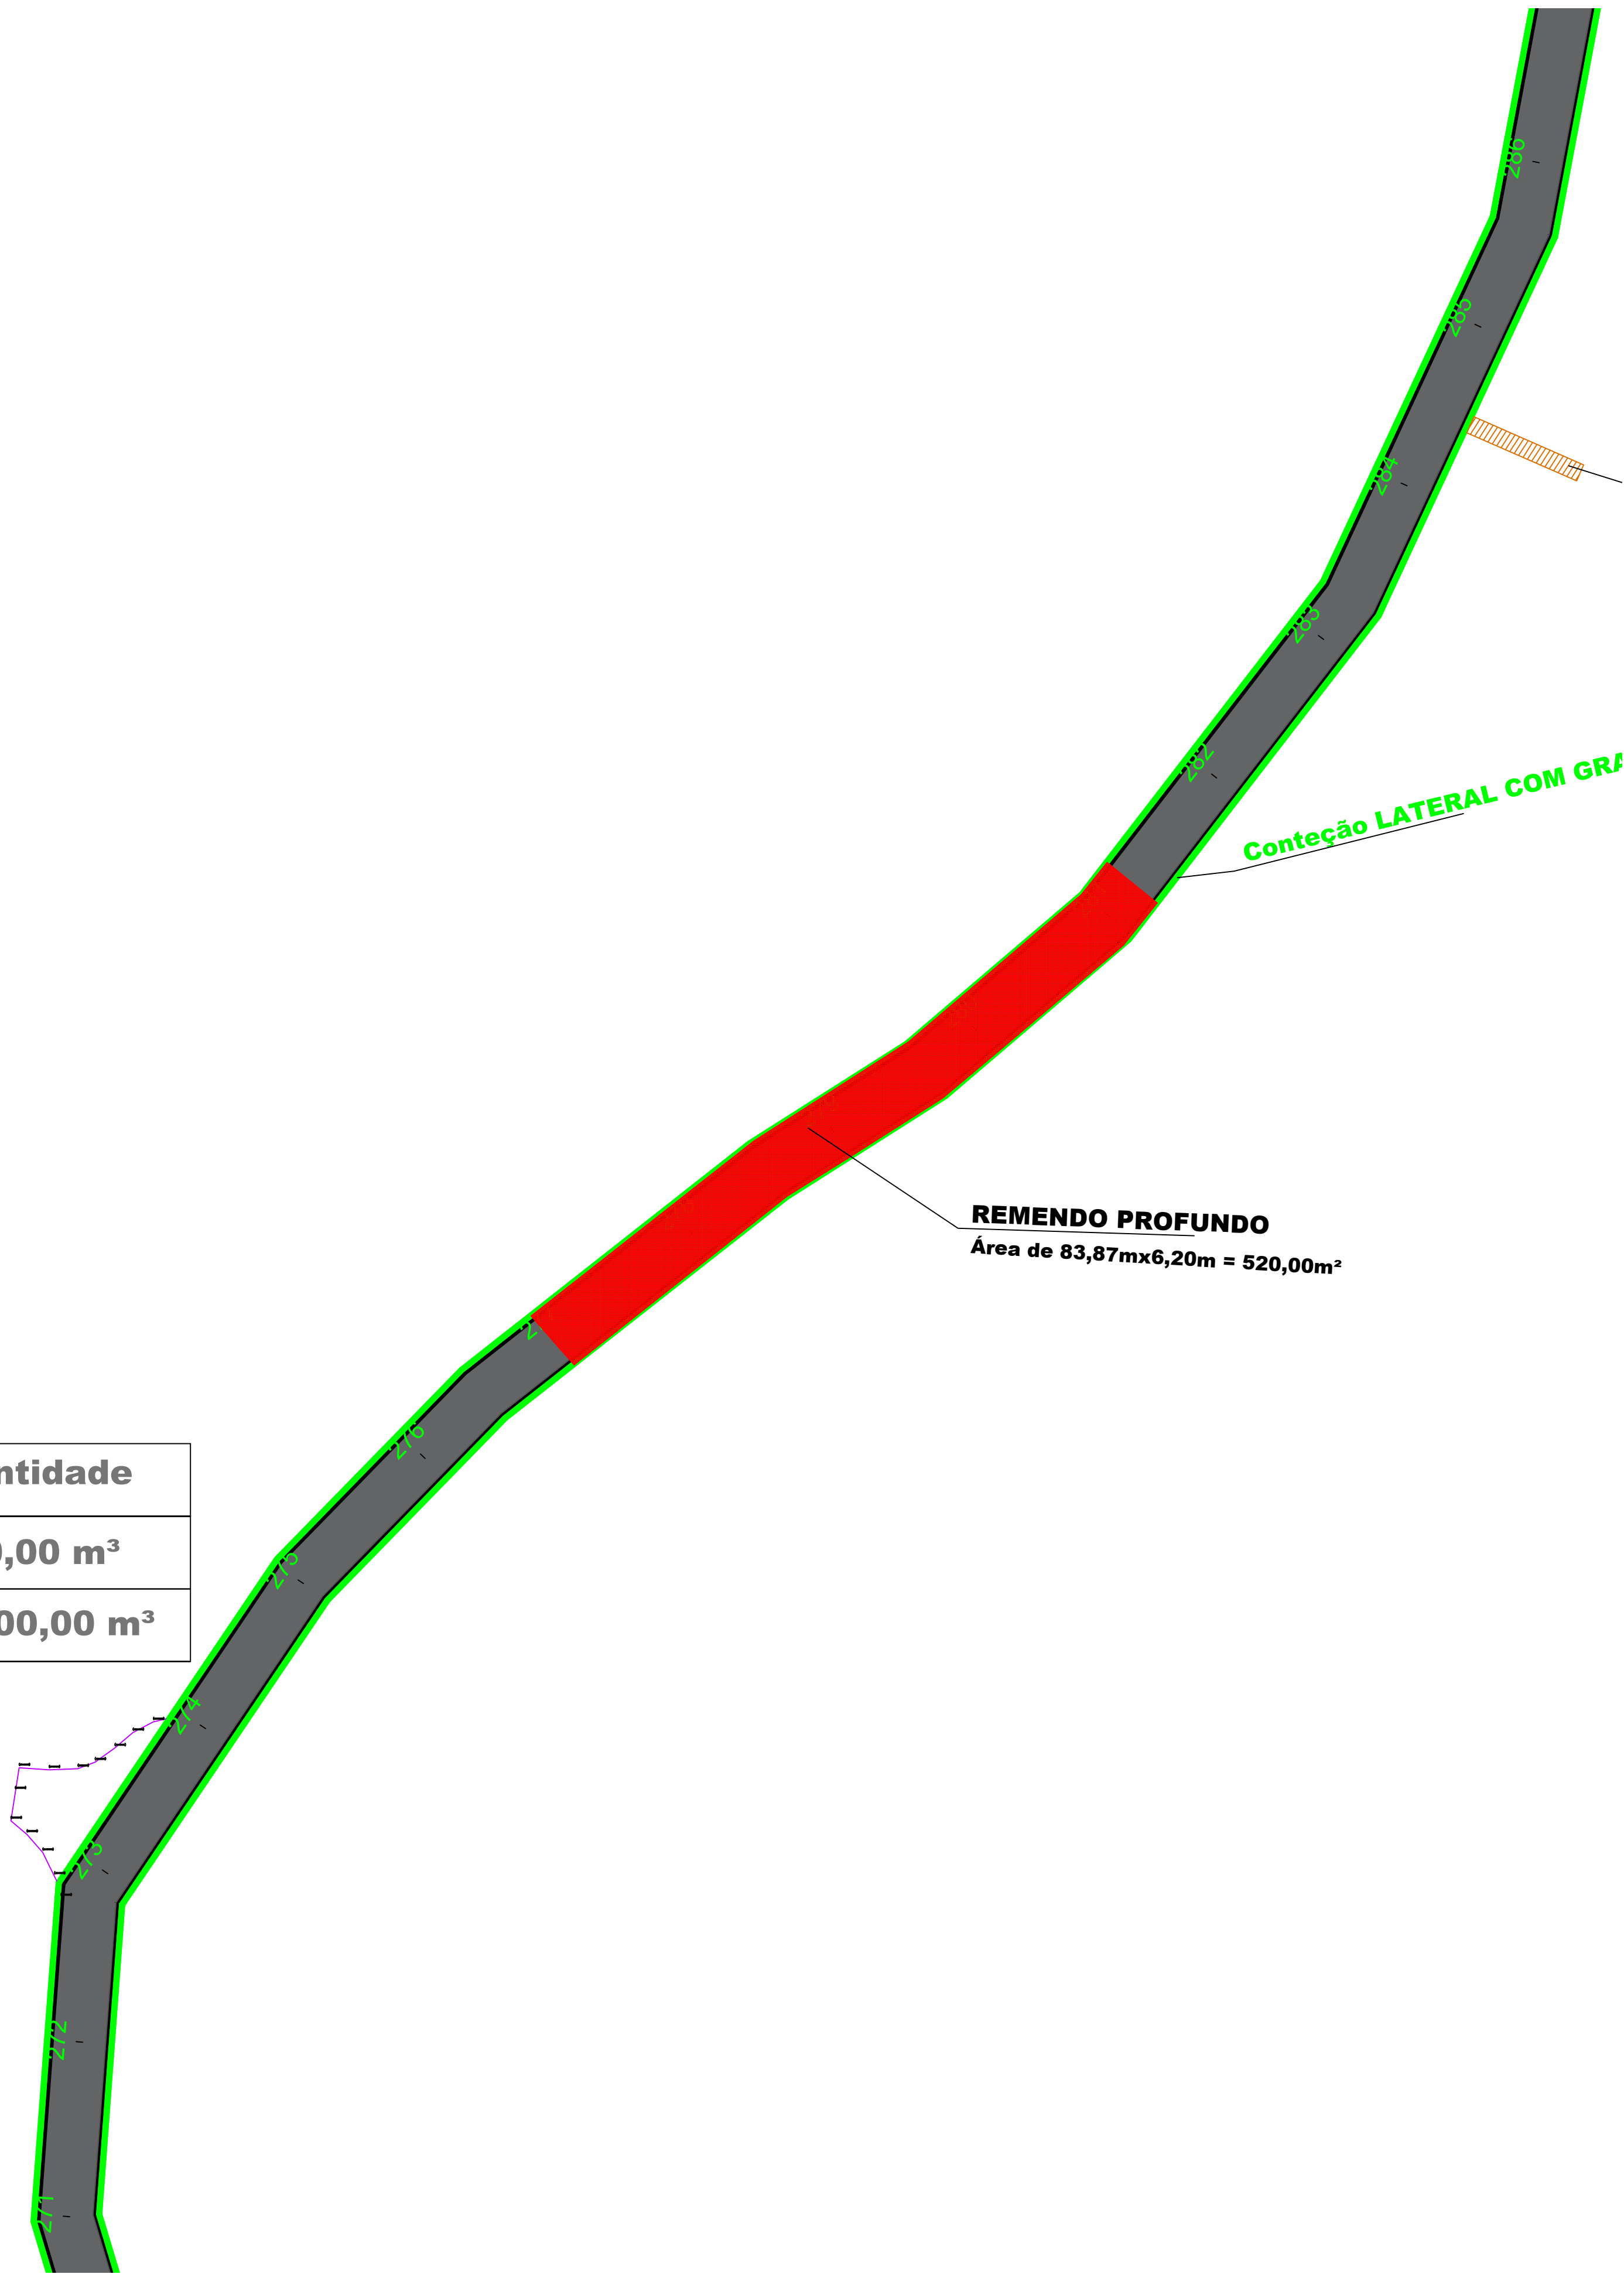 286
285
284
283
282
Conteção LATERAL COM GRA
REMENDO PROFUNDO
Área de 83,87mx6,20m = 520,00m²
276
ntidade
,00 m³
00,00 m³
275
274
273
272
271